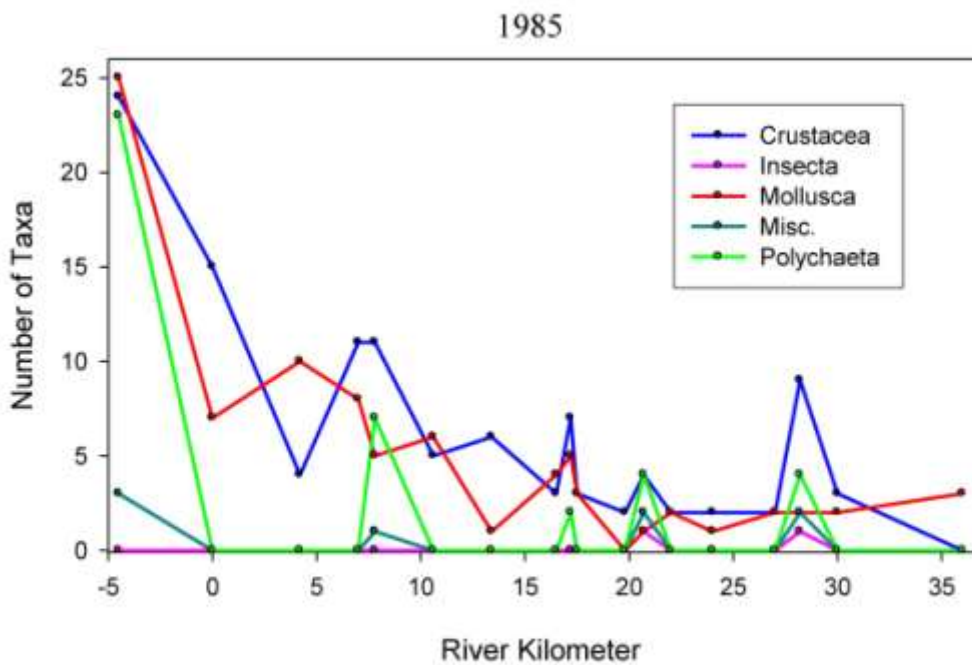 1985
25
20
15
10
5
0
Number of Taxa
Crustacea
Insecta
Mollusca
Misc.
Polychaeta
-5 0 5 10 15 20 25 30 35
River Kilometer